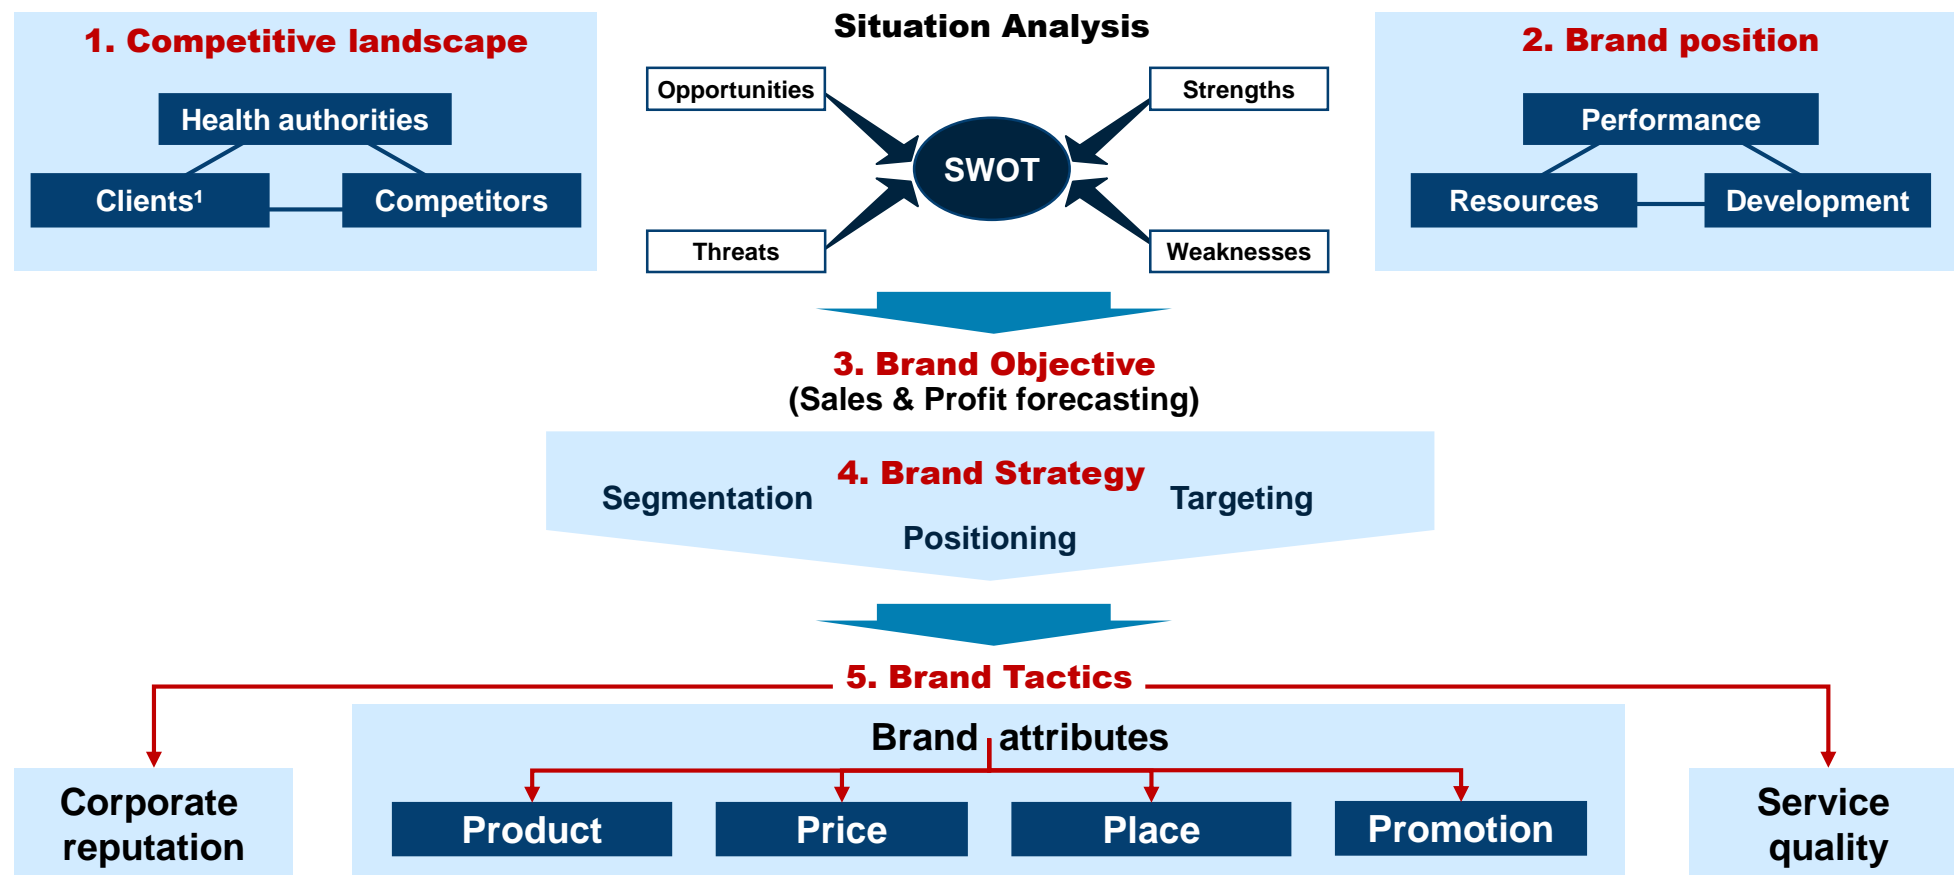 Situation Analysis
1. Competitive landscape
Health authorities
Clients¹
Competitors
Opportunities
Strengths
SWOT
Threats
Weaknesses
2. Brand position
Performance
Resources
Development
3. Brand Objective
(Sales & Profit forecasting)
4. Brand Strategy
Segmentation
Targeting
Positioning
5. Brand Tactics
Corporate
reputation
Brand attributes
Product
Price
Place
Promotion
Service
quality